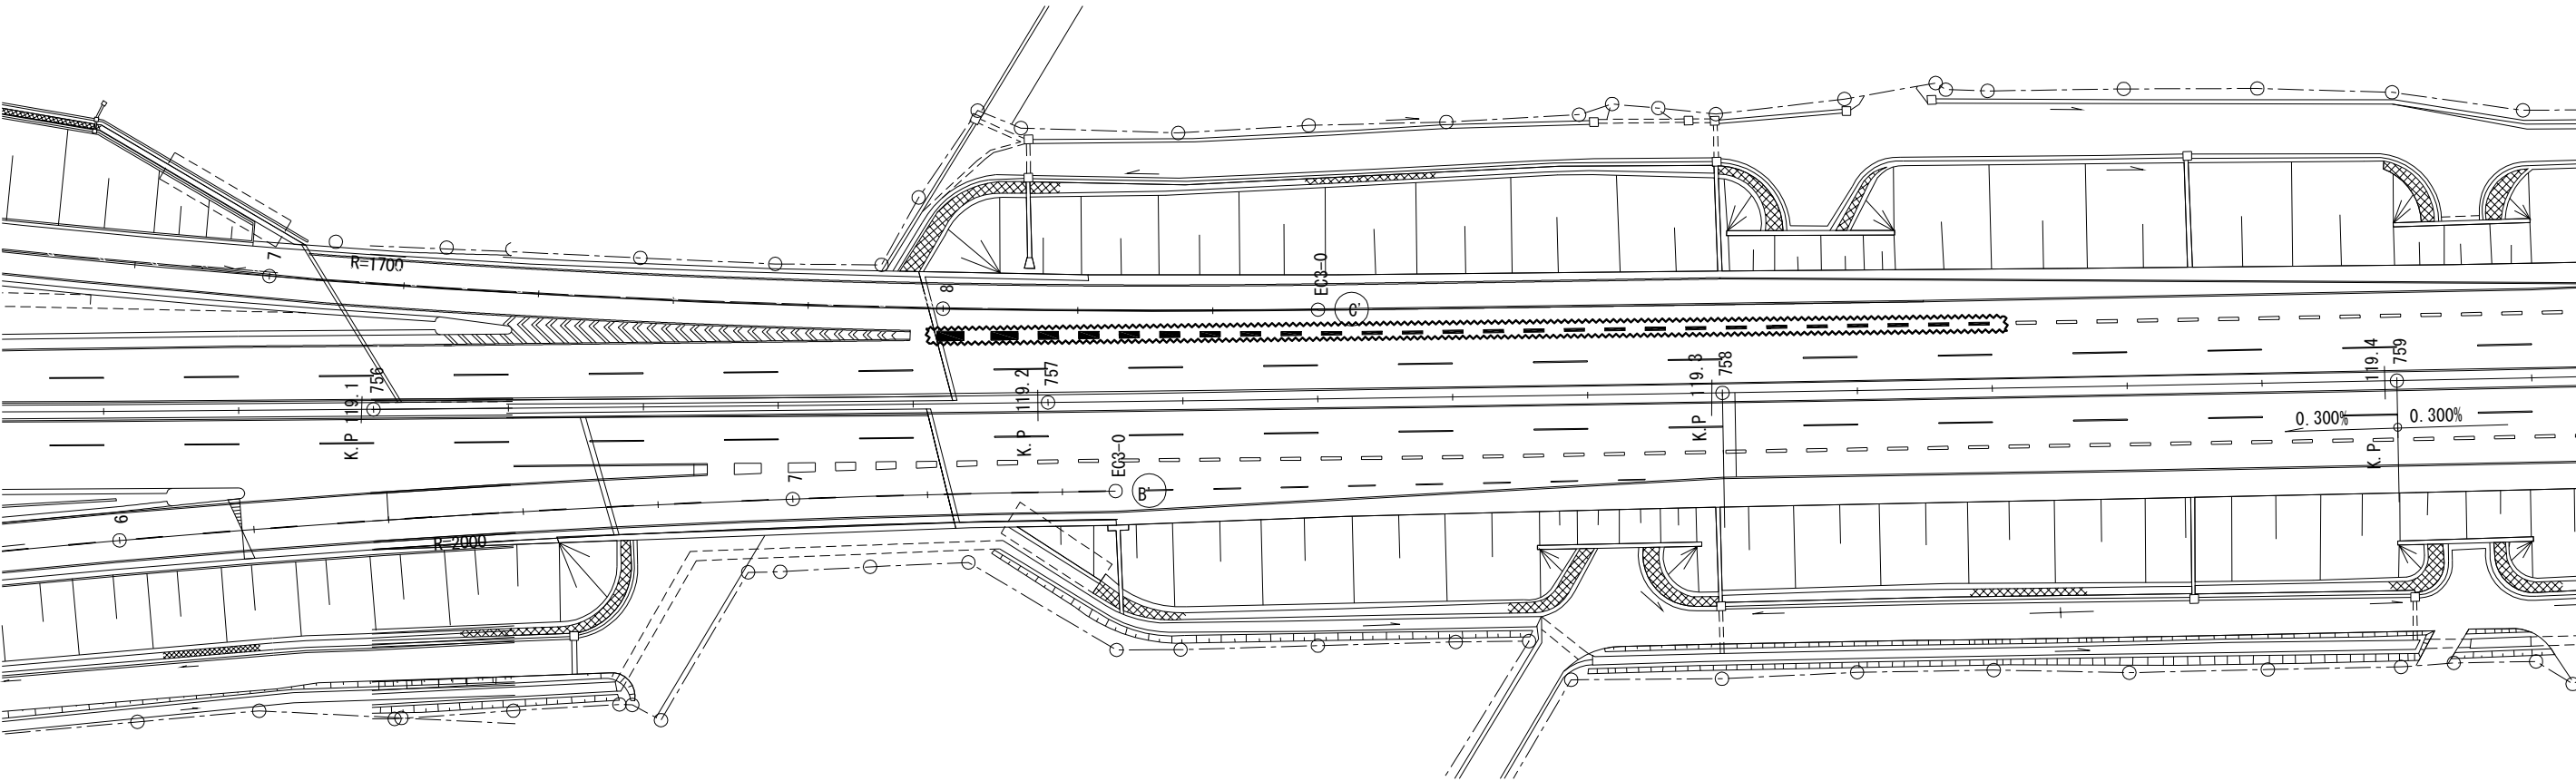 7
R=1700
8
EC3-0
C'
K.P 119.1
756
K.P 119.2
757
K.P 119.3
758
K.P 119.4
759
0.300%
0.300%
EC3-0
B'
7
6
R=2000